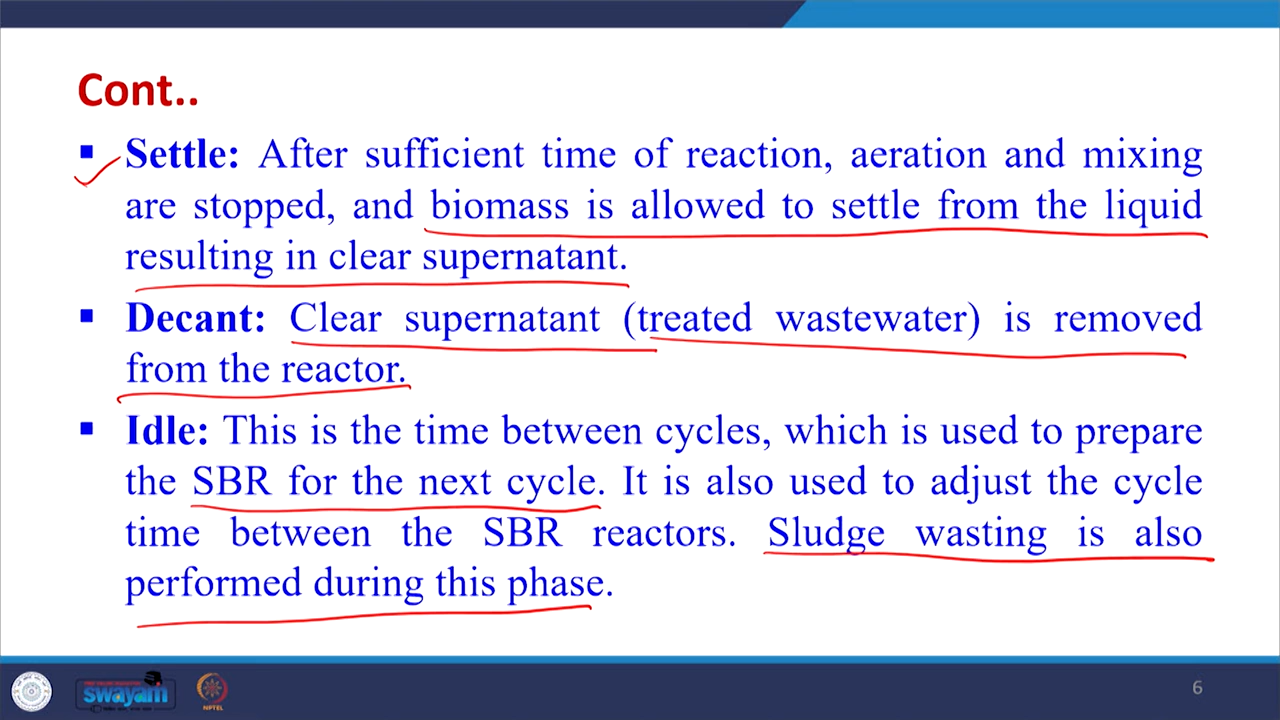 Cont..
▪ Settle: After sufficient time of reaction, aeration and mixing
are stopped, and biomass is allowed to settle from the liquid
resulting in clear supernatant.
▪ Decant: Clear supernatant (treated wastewater) is removed
from the reactor.
▪ Idle: This is the time between cycles, which is used to prepare
the SBR for the next cycle. It is also used to adjust the cycle
time between the SBR reactors. Sludge wasting is also
performed during this phase.
swayam
NPTEL
6